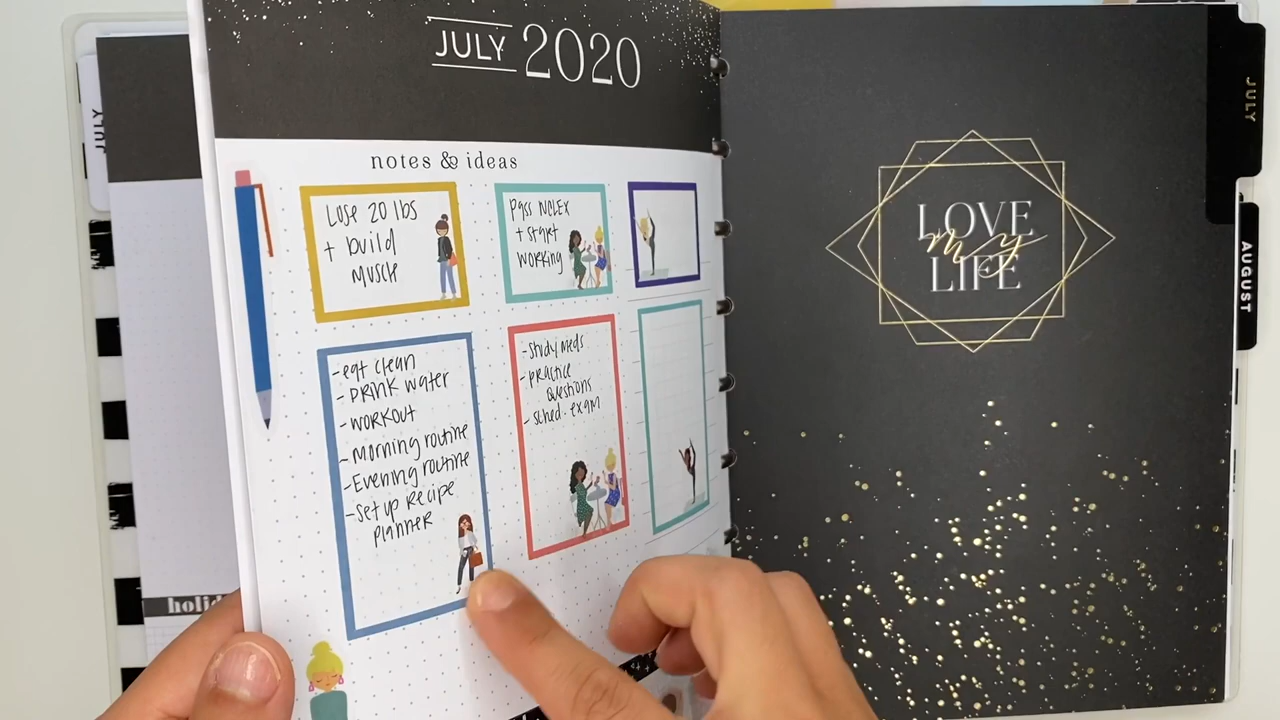 JULY 2020
notes & ideas
Lose 20 lbs
+ build
muscle
Pass NCLEX
+ start
working
-eat clean
-Drink water
-workout
-Morning routine
-Evening routine
-Set up Recipe
planner
-Study Meds
-practice
questions
-sched. exam
LOVE
my
LIFE
JULY
AUGUST
JULY